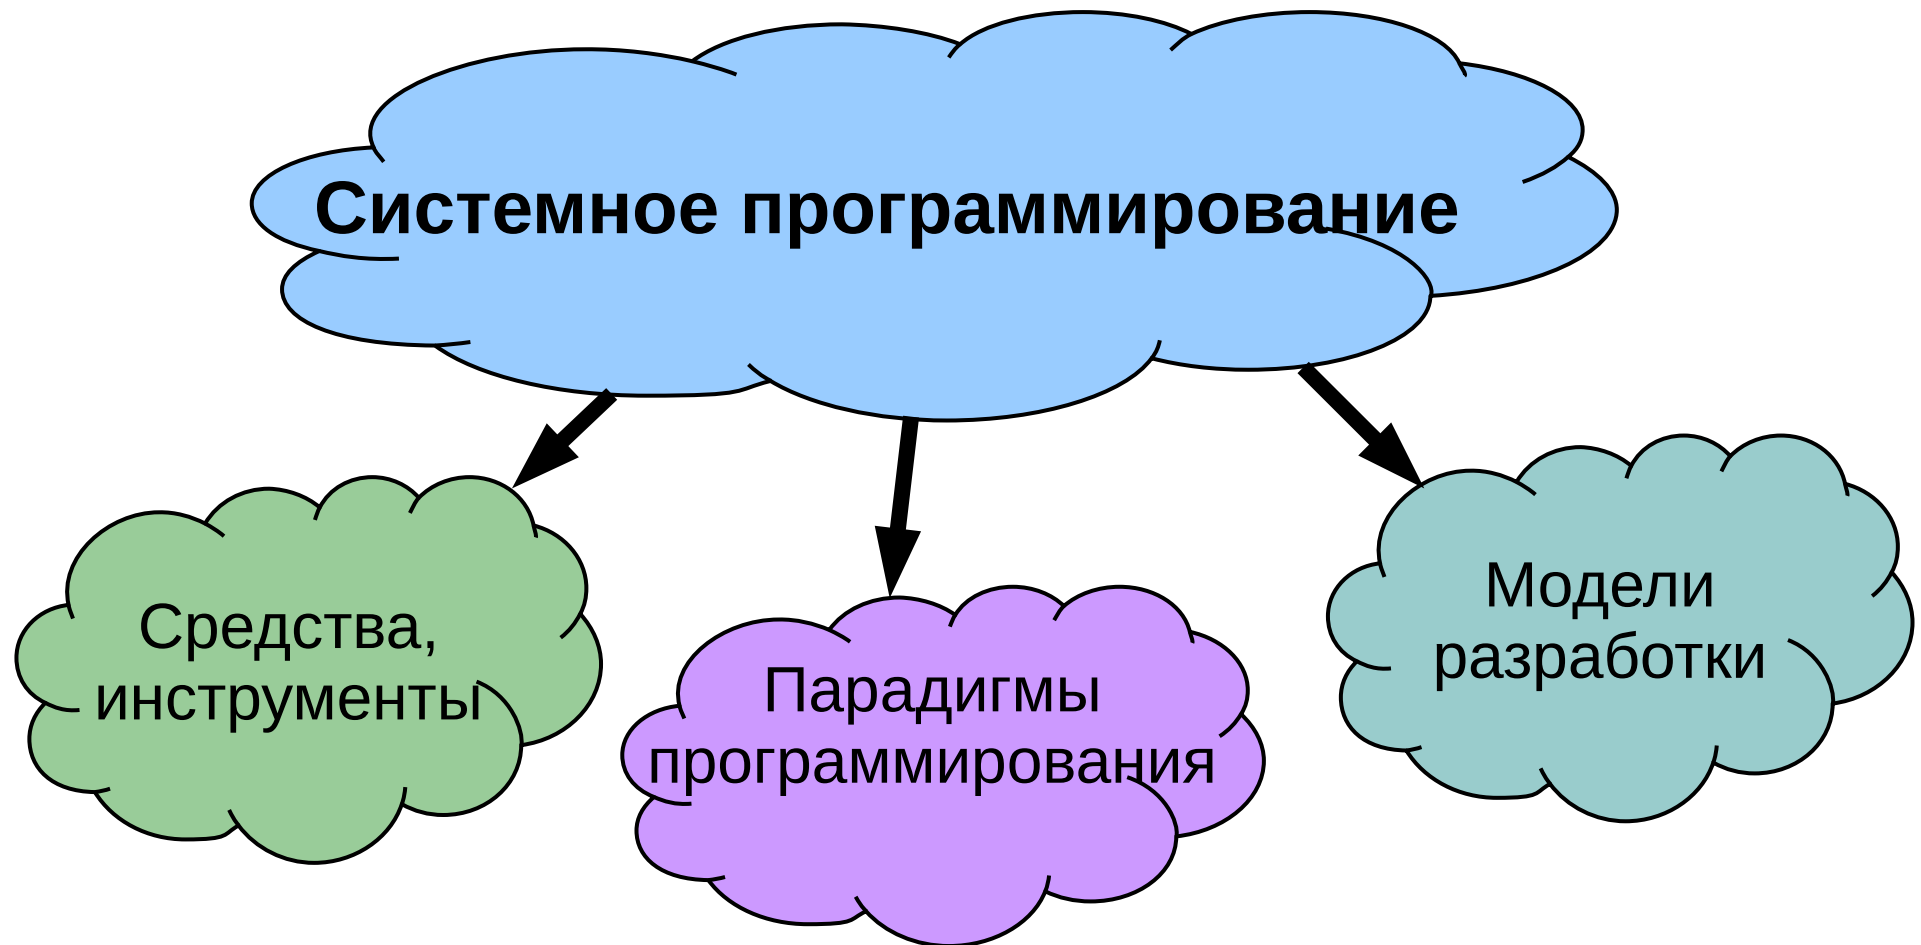 Системное программирование
Средства,
инструменты
Парадигмы
программирования
Модели
разработки